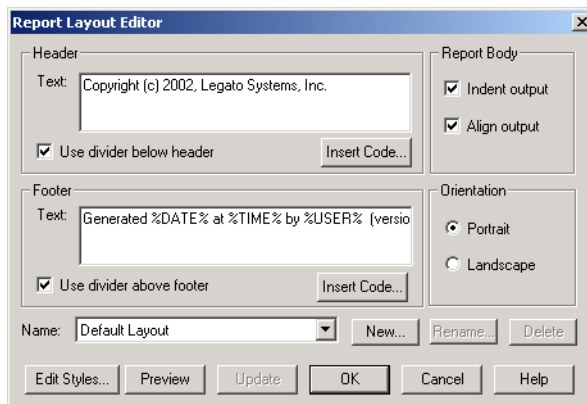 Report Layout Editor
Header
Text: Copyright (c) 2002, Legato Systems, Inc.
Use divider below header
Insert Code...
Report Body
Indent output
Align output
Footer
Text: Generated %DATE% at %TIME% by %USER% (versio
Use divider above footer
Insert Code...
Orientation
Portrait
Landscape
Name: Default Layout New... Rename... Delete
Edit Styles... Preview Update OK Cancel Help